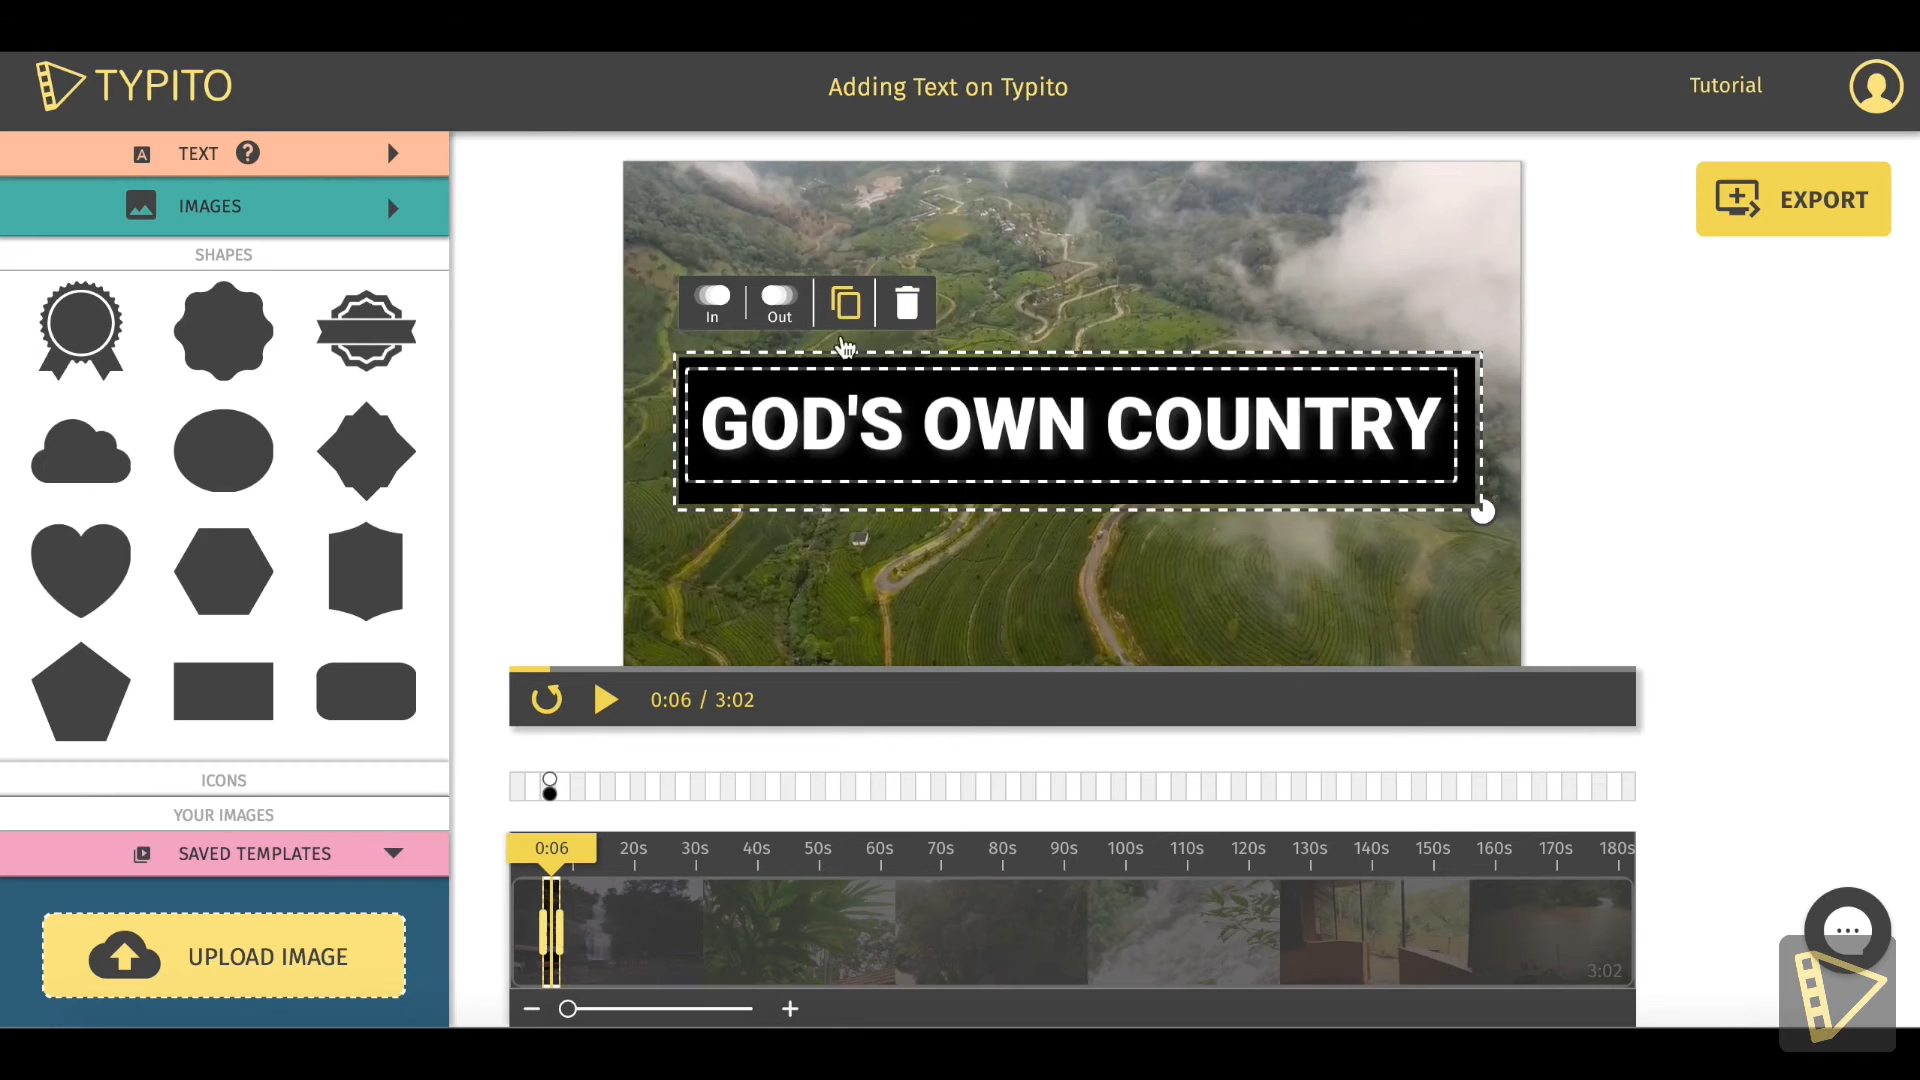 TYPITO
Adding Text on Typito
Tutorial
A TEXT ?
IMAGES
SHAPES
ICONS
YOUR IMAGES
SAVED TEMPLATES
UPLOAD IMAGE
EXPORT
In Out
GOD'S OWN COUNTRY
0:06 / 3:02
0:06 20s 30s 40s 50s 60s 70s 80s 90s 100s 110s 120s 130s 140s 150s 160s 170s 180s
3:02